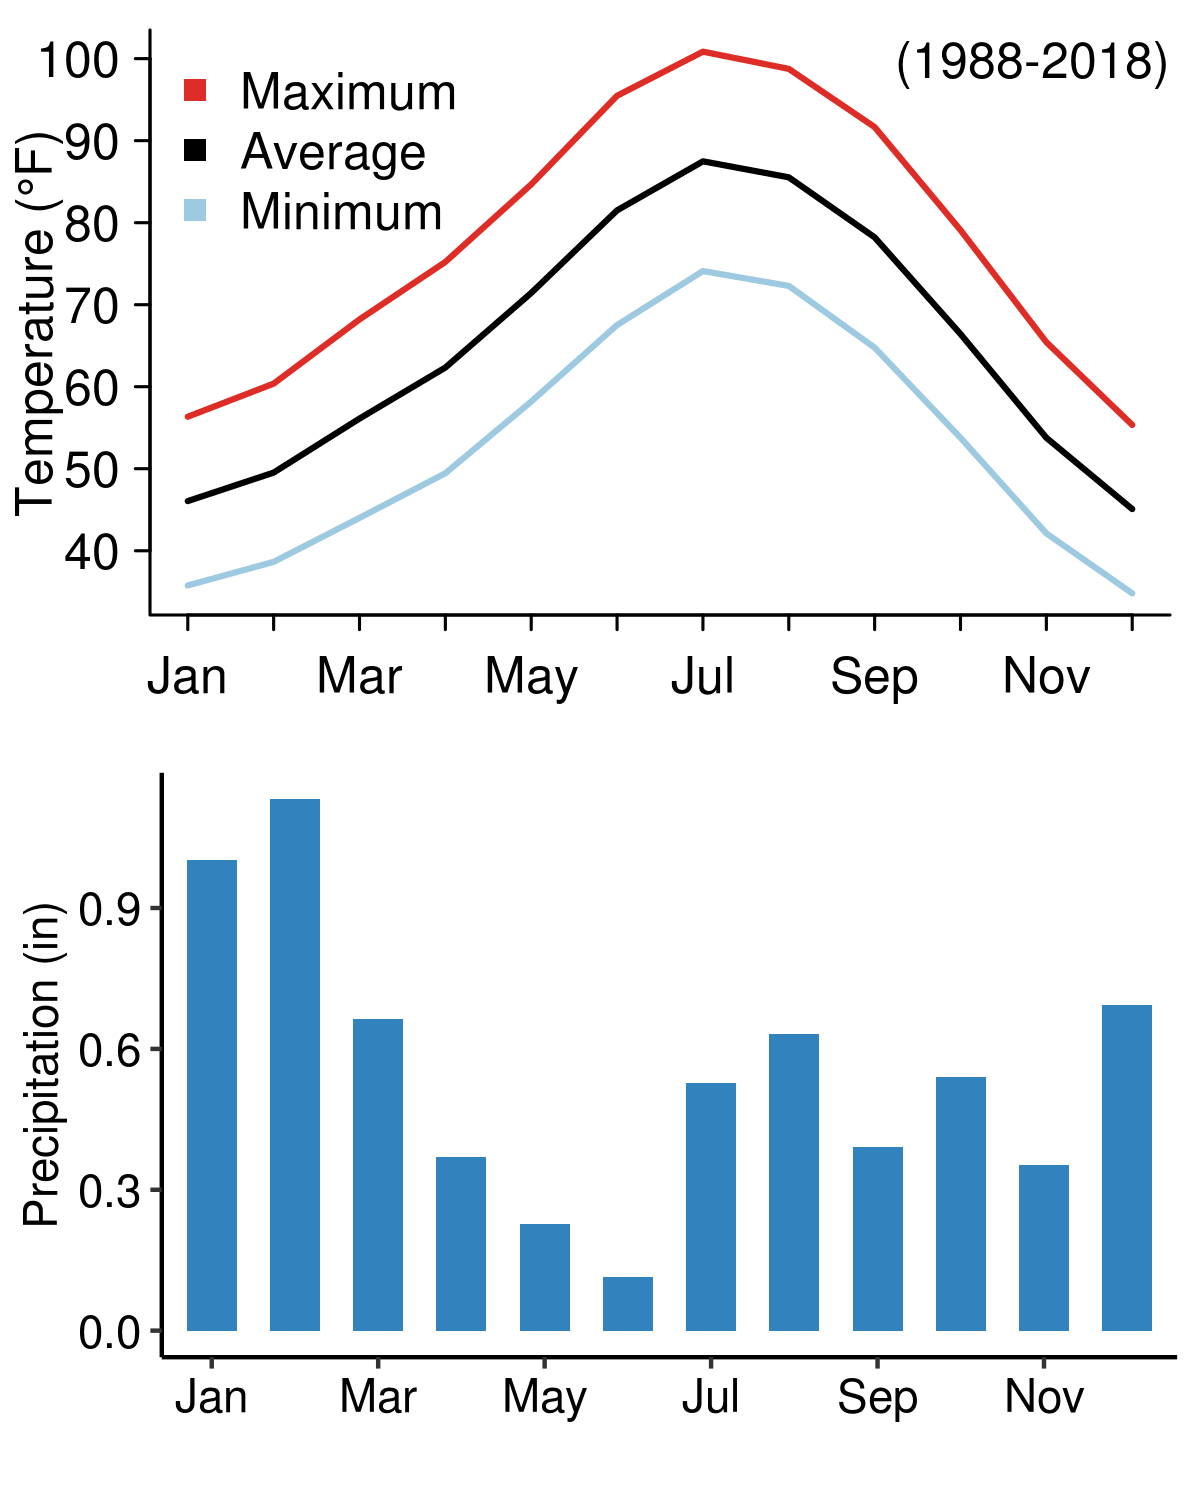 (1988-2018)
Maximum
Average
Minimum
Temperature (°F)
100
90
80
70
60
50
40
Jan Mar May Jul Sep Nov
Precipitation (in)
0.9
0.6
0.3
0.0
Jan Mar May Jul Sep Nov